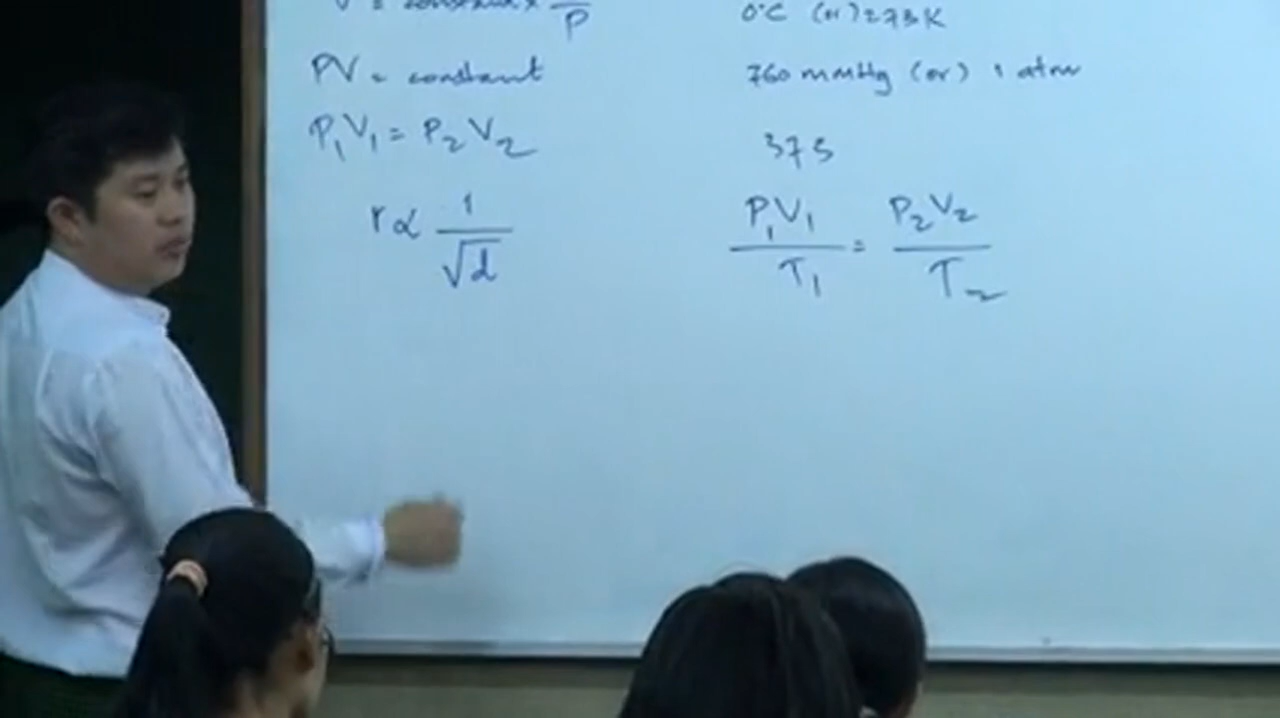 V = constant × 1/P
PV = constant
P₁V₁ = P₂V₂
r ∝ 1/√d
0°C (or) 273K
760 mmHg (or) 1 atm
373
P₁V₁/T₁ = P₂V₂/T₂